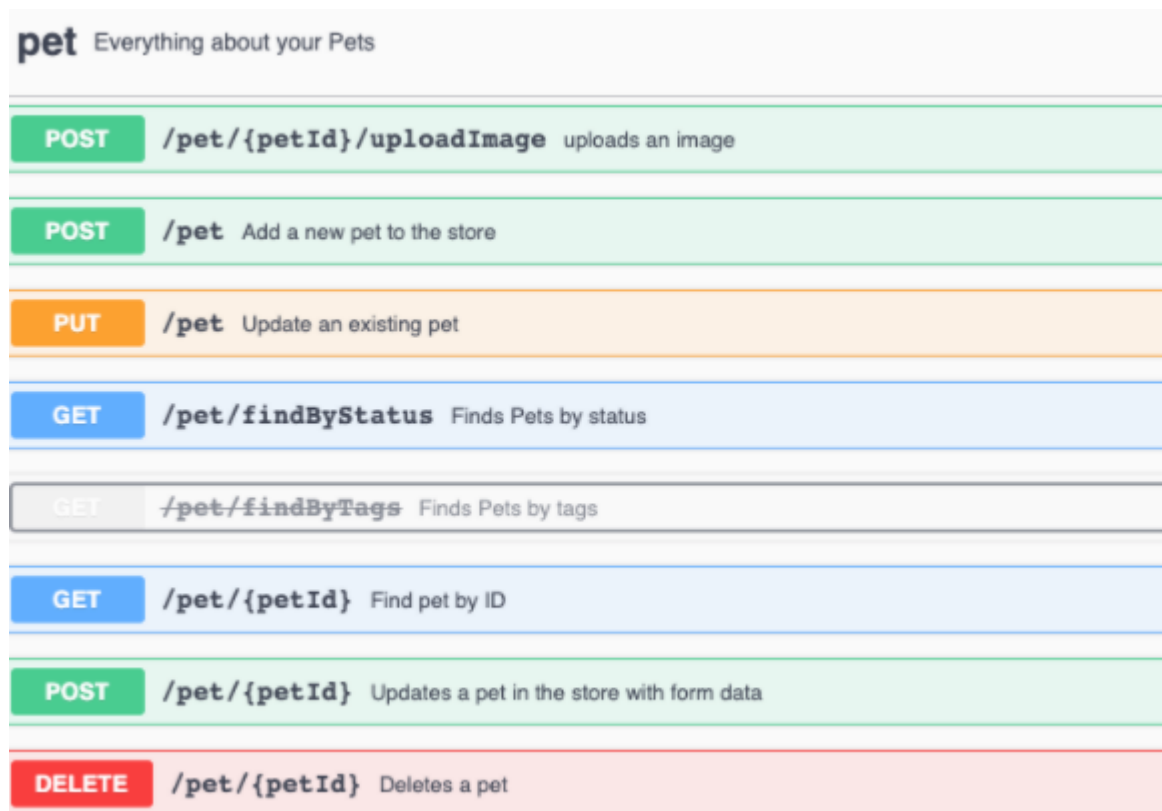 pet Everything about your Pets
POST /pet/{petId}/uploadImage uploads an image
POST /pet Add a new pet to the store
PUT /pet Update an existing pet
GET /pet/findByStatus Finds Pets by status
GET /pet/findByTags Finds Pets by tags
GET /pet/{petId} Find pet by ID
POST /pet/{petId} Updates a pet in the store with form data
DELETE /pet/{petId} Deletes a pet